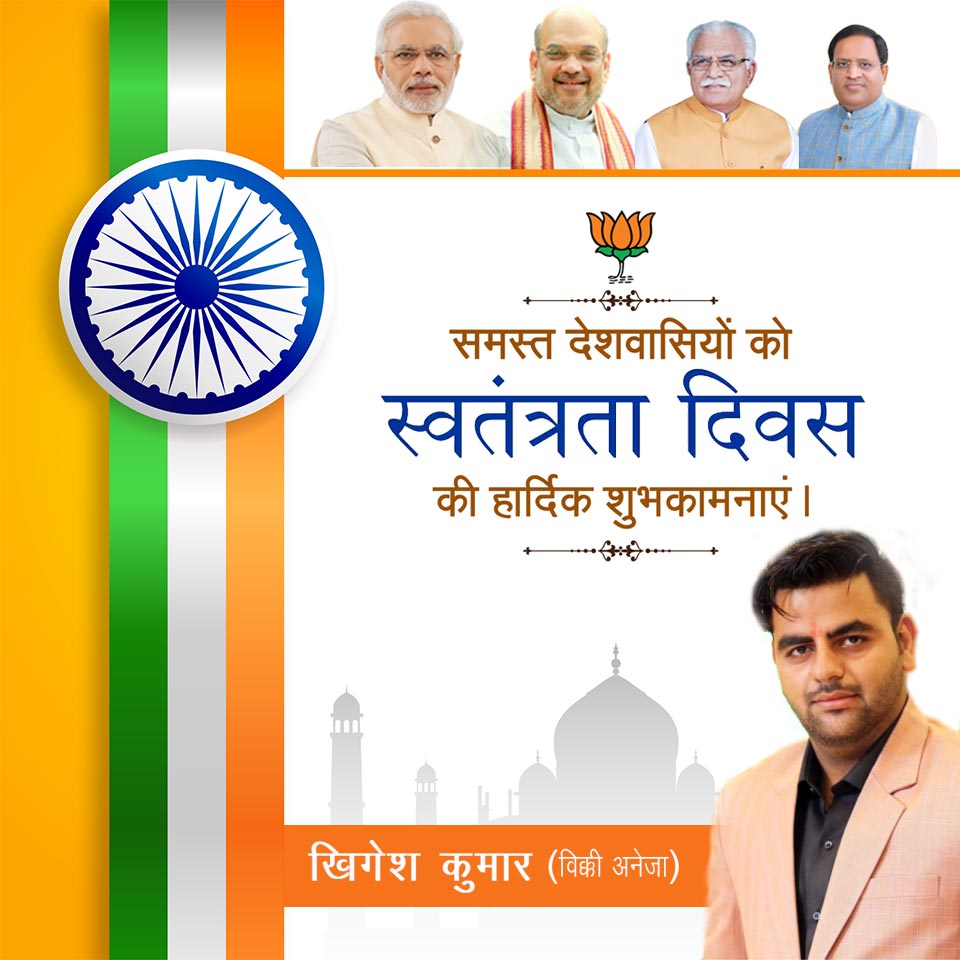 समस्त देशवासियों को
स्वतंत्रता दिवस
की हार्दिक शुभकामनाएं।
खिगेश कुमार (विक्की अनेजा)